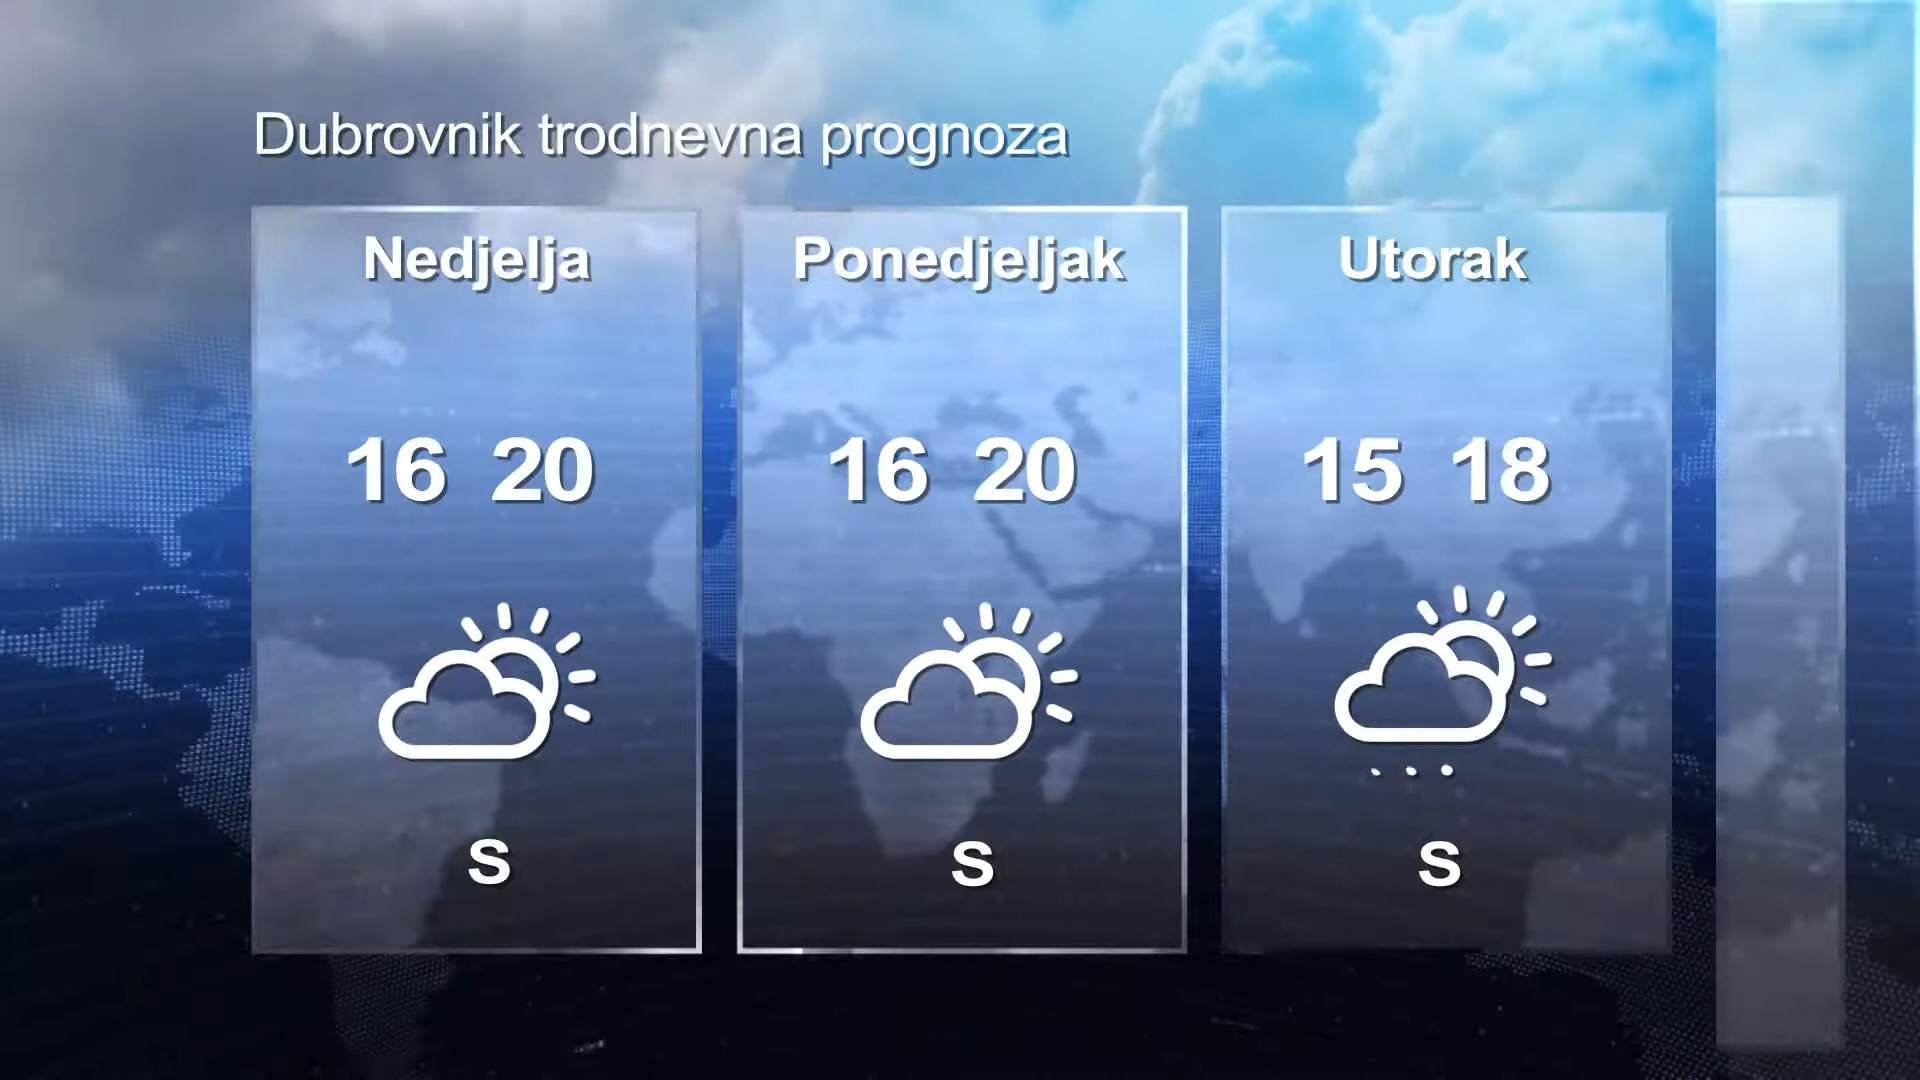 Dubrovnik trodnevna prognoza
Nedjelja
16 20
S
Ponedjeljak
16 20
S
Utorak
15 18
S